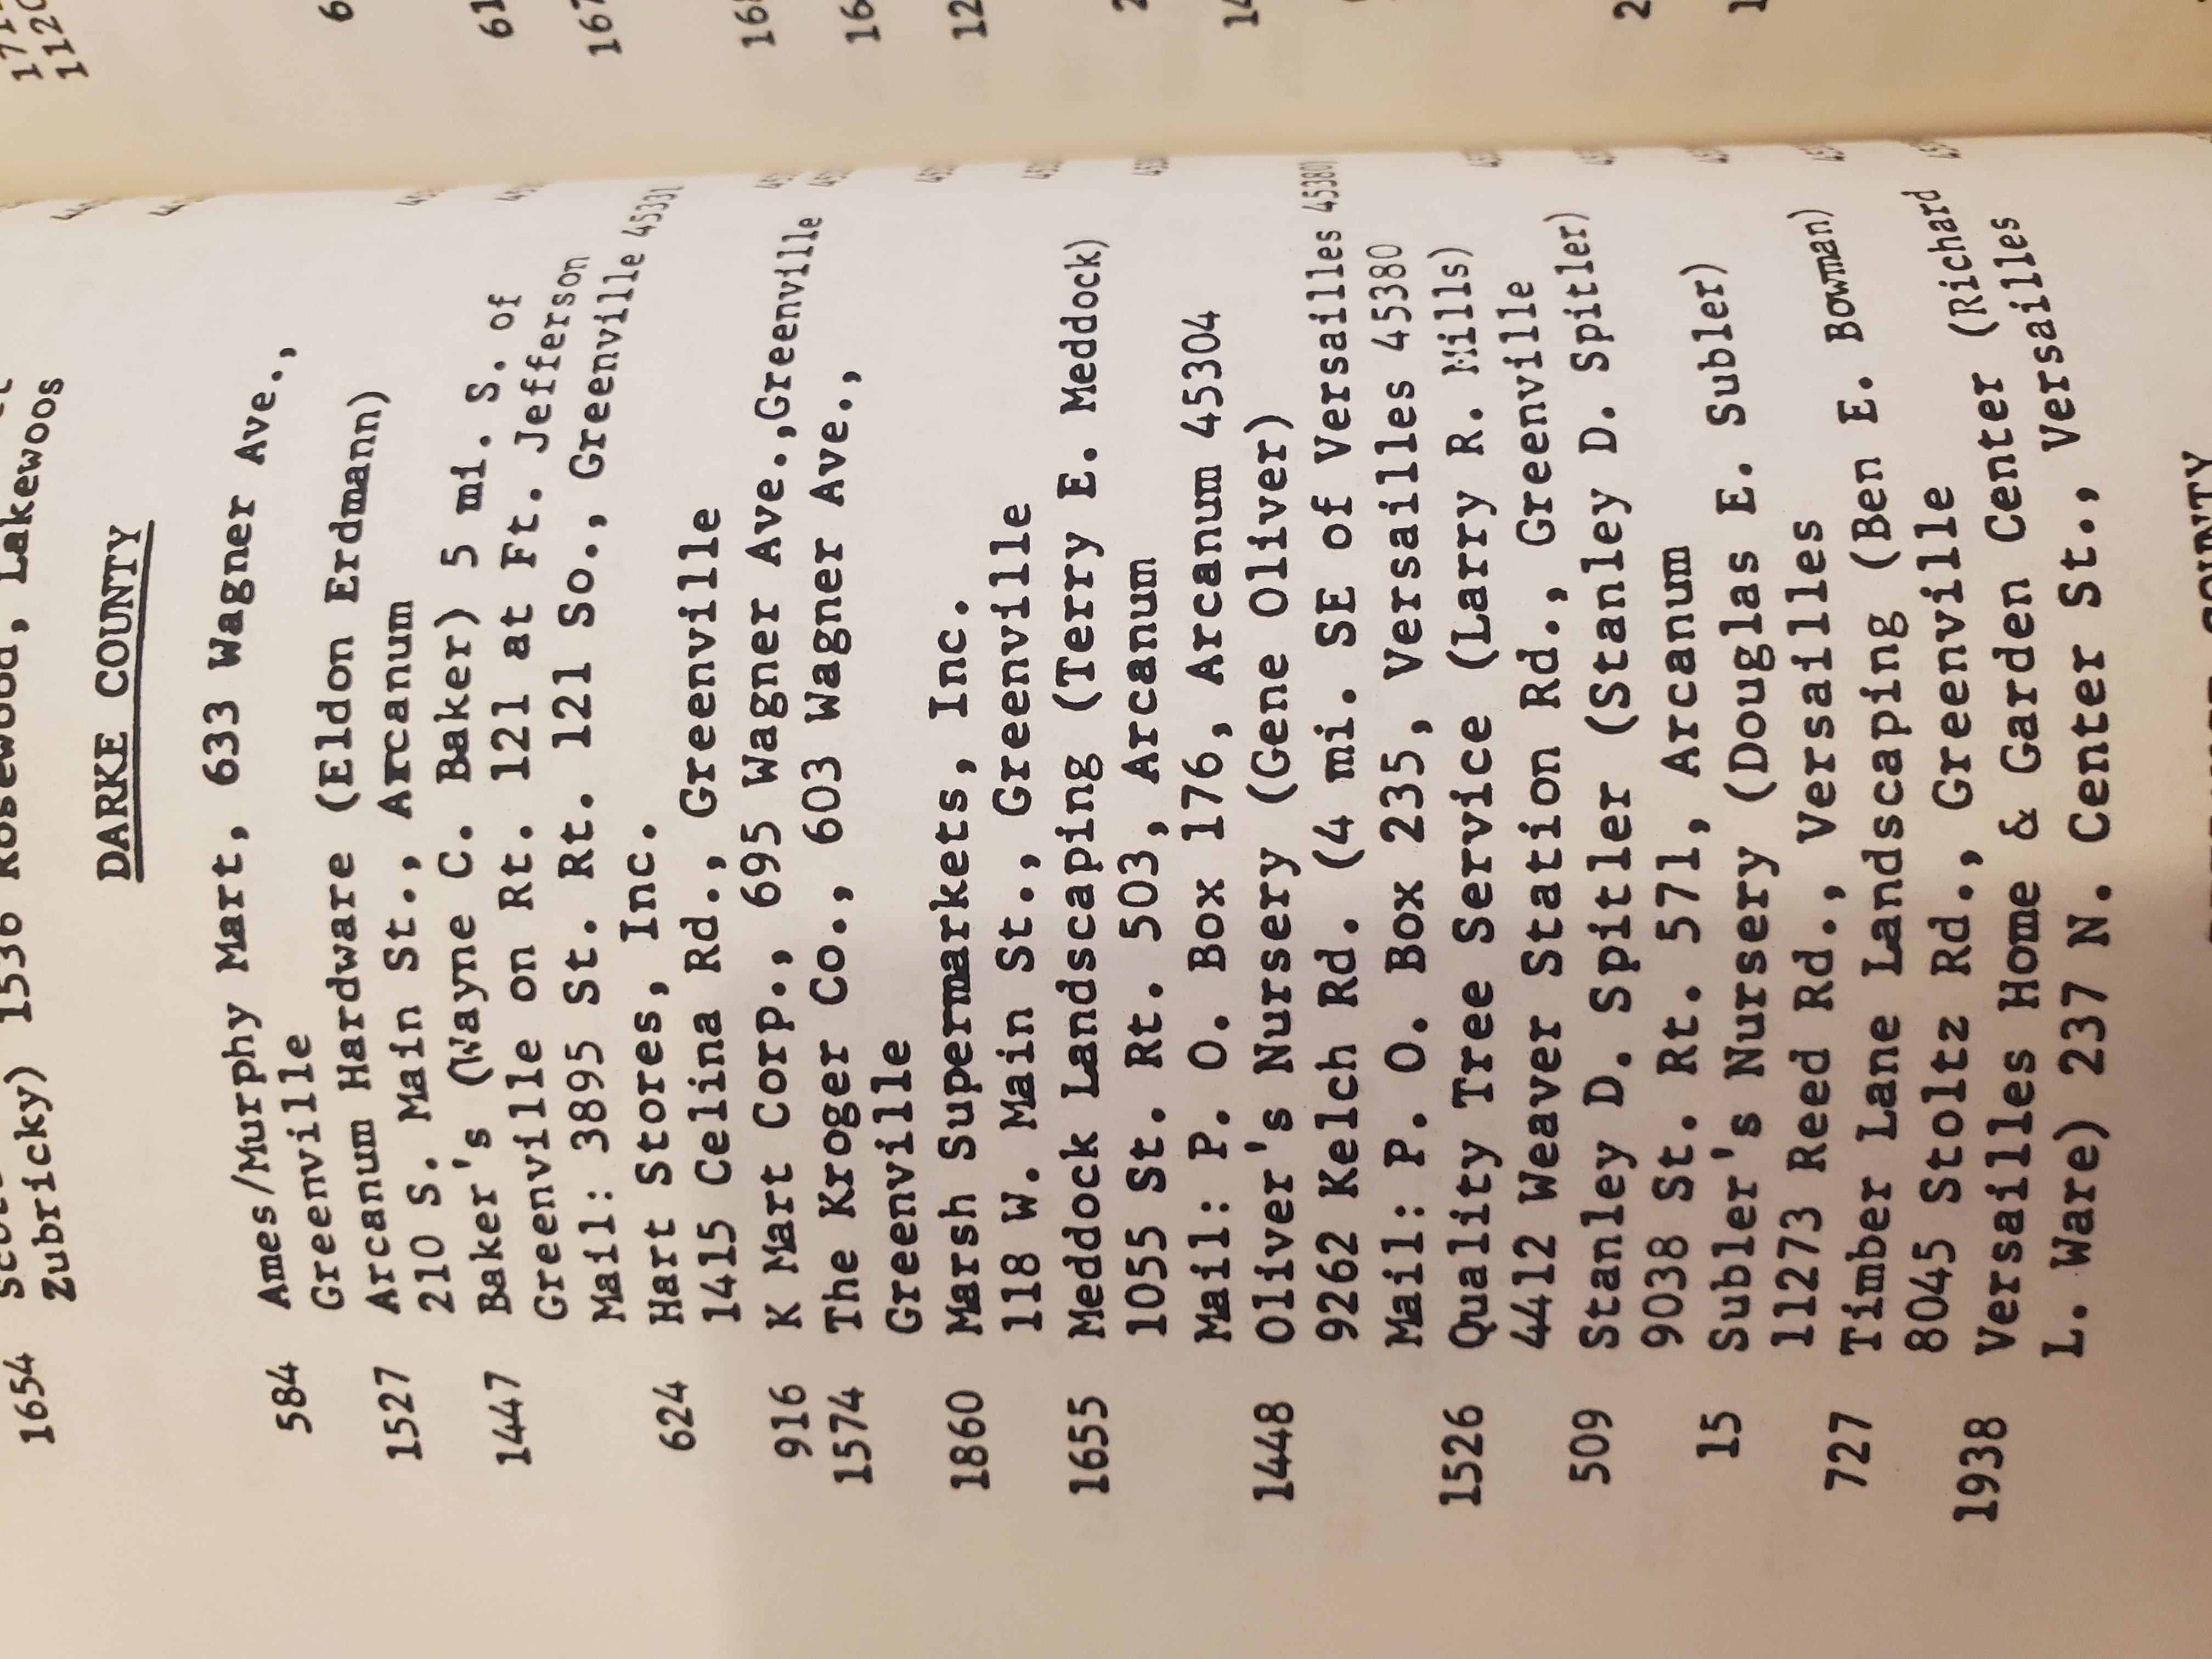 1654 Zubricky) 1536 Rosewood, Lakewoos
DARKE COUNTY
584 Ames/Murphy Mart, 633 Wagner Ave.,
Greenville
1527 Arcanum Hardware (Eldon Erdmann)
210 S. Main St., Arcanum
1447 Baker's (Wayne C. Baker) 5 mi. S. of
Greenville on Rt. 121 at Ft. Jefferson
Mail: 3895 St. Rt. 121 So., Greenville 45331
624 Hart Stores, Inc.
1415 Celina Rd., Greenville
916 K Mart Corp., 695 Wagner Ave.,Greenville
1574 The Kroger Co., 603 Wagner Ave.,
Greenville
1860 Marsh Supermarkets, Inc.
118 W. Main St., Greenville
1655 Meddock Landscaping (Terry E. Meddock)
1055 St. Rt. 503, Arcanum
Mail: P. O. Box 176, Arcanum 45304
1448 Oliver's Nursery (Gene Oliver)
9262 Kelch Rd. (4 mi. SE of Versailles 45380)
Mail: P. O. Box 235, Versailles 45380
1526 Quality Tree Service (Larry R. Mills)
4412 Weaver Station Rd., Greenville
509 Stanley D. Spitler (Stanley D. Spitler)
9038 St. Rt. 571, Arcanum
15 Subler's Nursery (Douglas E. Subler)
11273 Reed Rd., Versailles
727 Timber Lane Landscaping (Ben E. Bowman)
8045 Stoltz Rd., Greenville
1938 Versailles Home & Garden Center (Richard
L. Ware) 237 N. Center St., Versailles
COUNTY